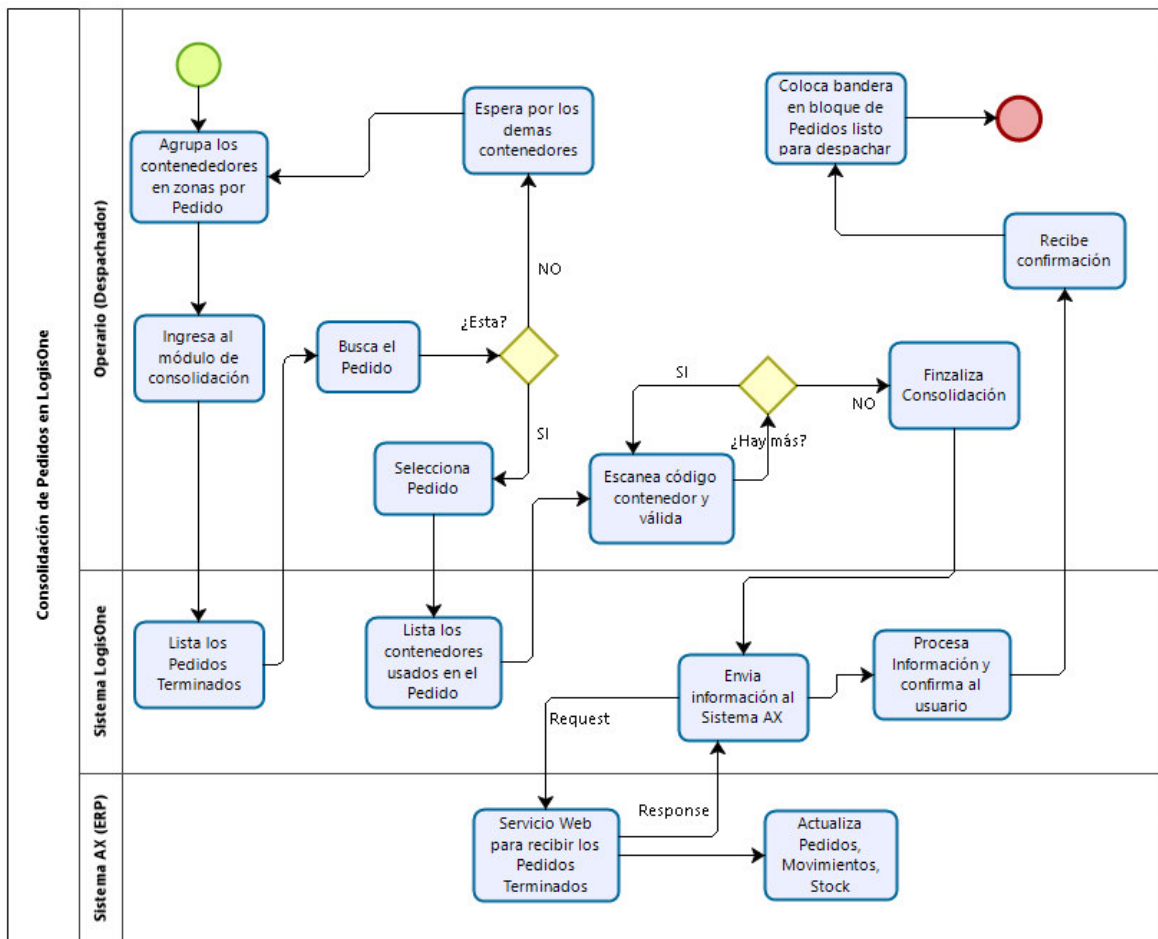 Consolidación de Pedidos en LogisOne
Operario (Despachador)
Agrupa los
contenededores
en zonas por
Pedido
Espera por los
demas
contenedores
Coloca bandera
en bloque de
Pedidos listo
para despachar
Recibe
confirmación
NO
Ingresa al
módulo de
consolidación
Busca el
Pedido
¿Esta?
SI
Selecciona
Pedido
SI
NO
¿Hay más?
Escanea código
contenedor y
válida
Finzaliza
Consolidación
Sistema LogisOne
Lista los
Pedidos
Terminados
Lista los
contenedores
usados en el
Pedido
Envia
información al
Sistema AX
Procesa
Información y
confirma al
usuario
Request
Sistema AX (ERP)
Response
Servicio Web
para recibir los
Pedidos
Terminados
Actualiza
Pedidos,
Movimientos,
Stock